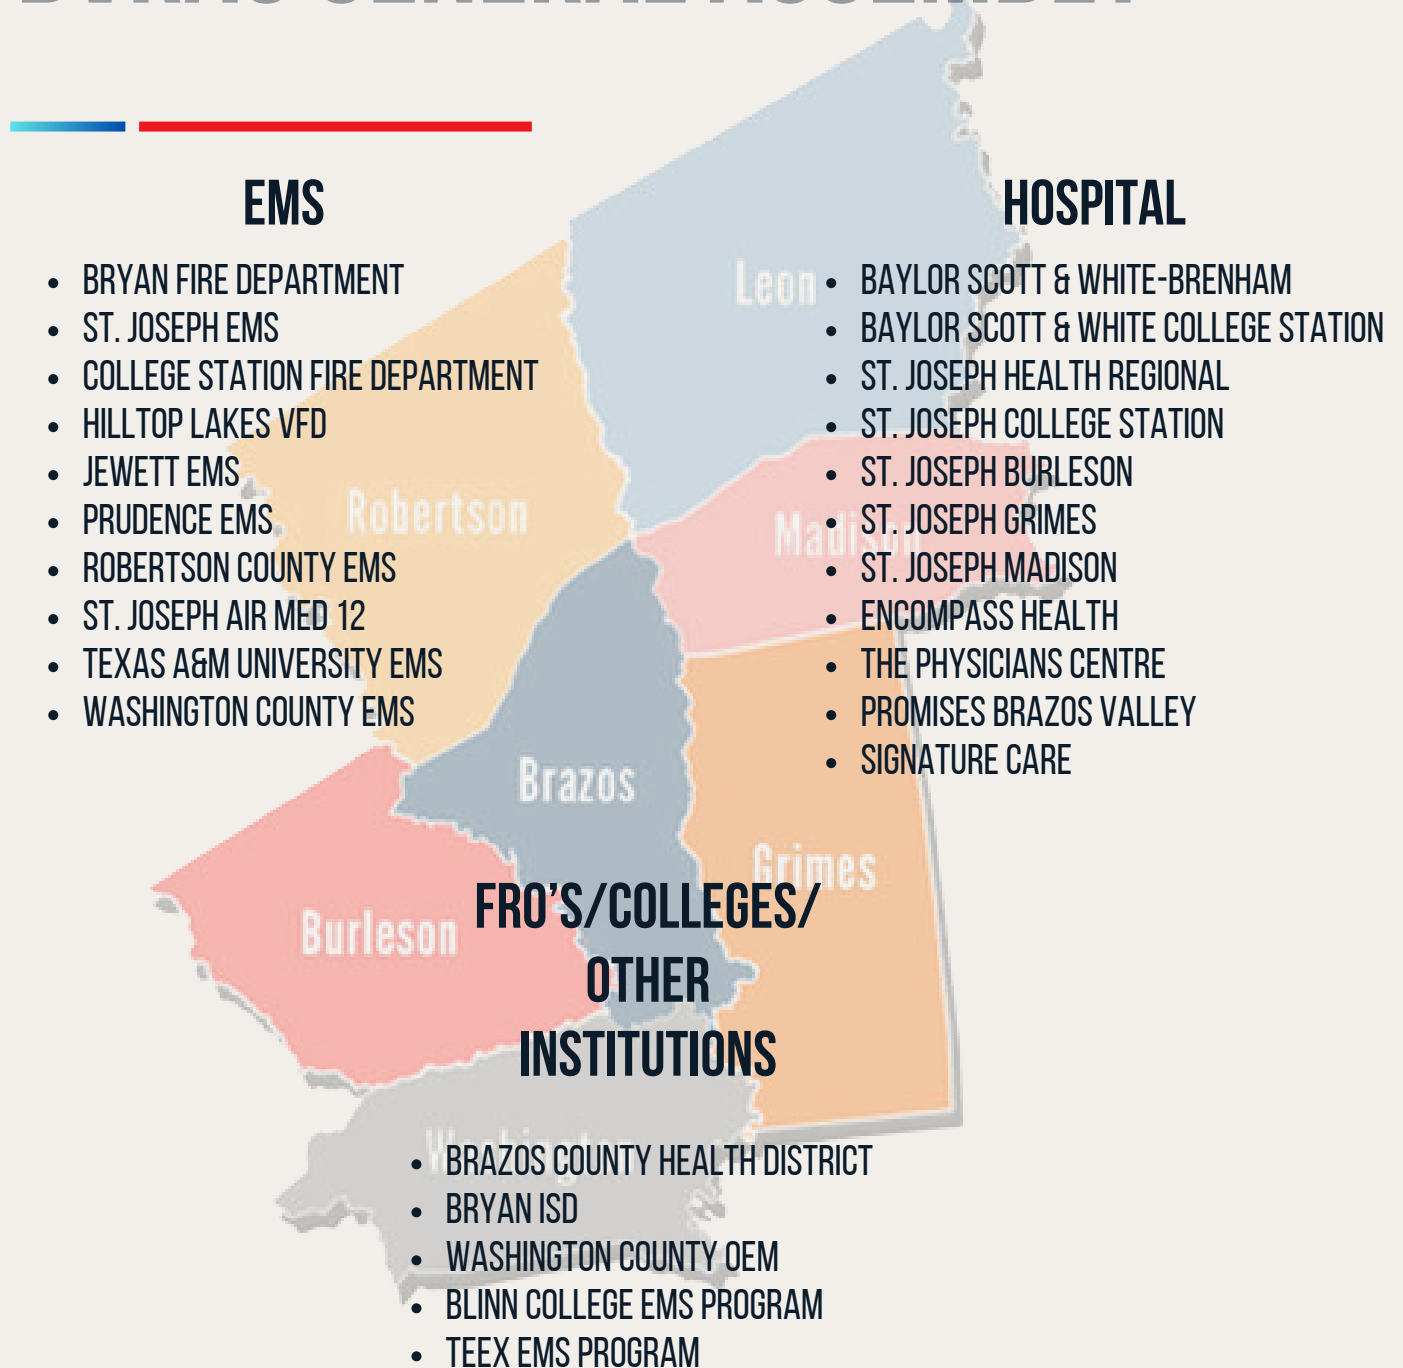 GENERAL ASSEMBLY
EMS
• BRYAN FIRE DEPARTMENT
• ST. JOSEPH EMS
• COLLEGE STATION FIRE DEPARTMENT
• HILLTOP LAKES VFD
• JEWETT EMS
• PRUDENCE EMS
• ROBERTSON COUNTY EMS
• ST. JOSEPH AIR MED 12
• TEXAS A&M UNIVERSITY EMS
• WASHINGTON COUNTY EMS
HOSPITAL
• BAYLOR SCOTT & WHITE-BRENHAM
• BAYLOR SCOTT & WHITE COLLEGE STATION
• ST. JOSEPH HEALTH REGIONAL
• ST. JOSEPH COLLEGE STATION
• ST. JOSEPH BURLESON
• ST. JOSEPH GRIMES
• ST. JOSEPH MADISON
• ENCOMPASS HEALTH
• THE PHYSICIANS CENTRE
• PROMISES BRAZOS VALLEY
• SIGNATURE CARE
Leon
Robertson
Madison
Brazos
Grimes
Burleson
Washington
FRO'S/COLLEGES/
OTHER
INSTITUTIONS
• BRAZOS COUNTY HEALTH DISTRICT
• BRYAN ISD
• WASHINGTON COUNTY OEM
• BLINN COLLEGE EMS PROGRAM
• TEEX EMS PROGRAM